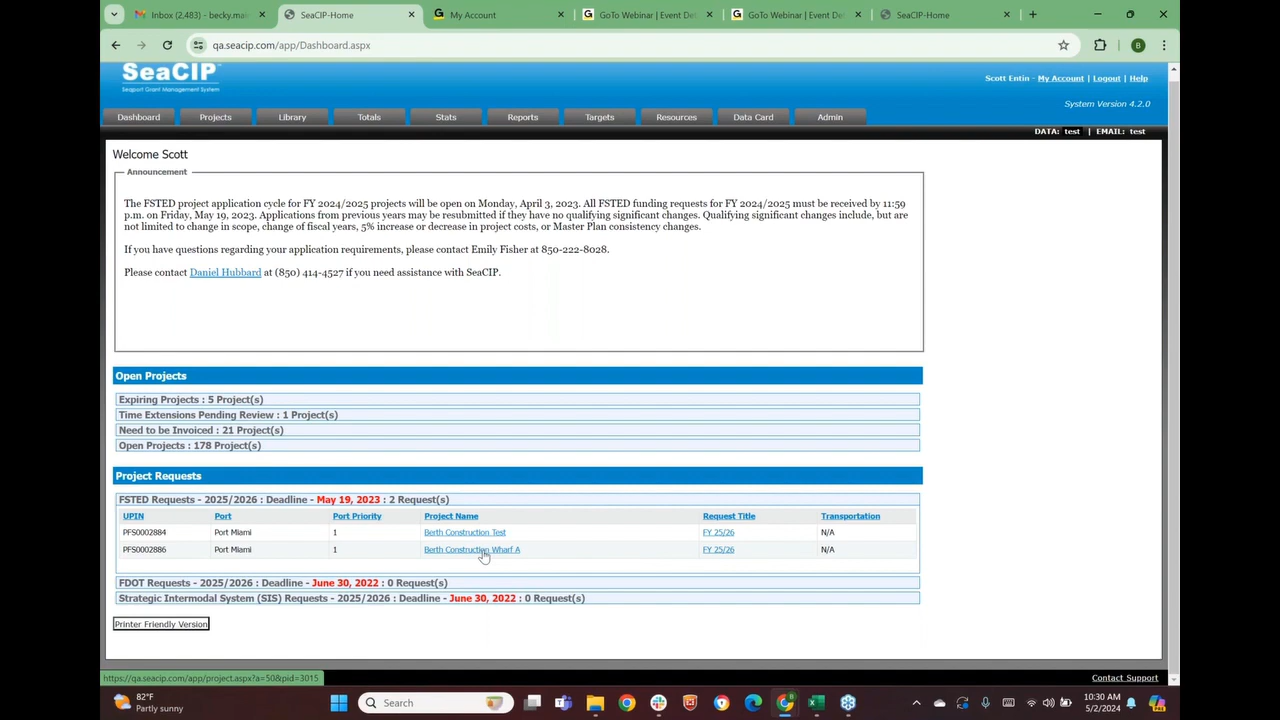 Inbox (2,483) - becky.mai
SeaCIP-Home
My Account
GoTo Webinar | Event De
GoTo Webinar | Event De
SeaCIP-Home
qa.seacip.com/app/Dashboard.aspx
B
SeaCIP
Seaport Grant Management System
Scott Entin - My Account | Logout | Help
System Version 4.2.0
Dashboard Projects Library Totals Stats Reports Targets Resources Data Card Admin
DATA: test | EMAIL: test
Welcome Scott
Announcement
The FSTED project application cycle for FY 2024/2025 projects will be open on Monday, April 3, 2023. All FSTED funding requests for FY 2024/2025 must be received by 11:59
p.m. on Friday, May 19, 2023. Applications from previous years may be resubmitted if they have no qualifying significant changes. Qualifying significant changes include, but are
not limited to change in scope, change of fiscal years, 5% increase or decrease in project costs, or Master Plan consistency changes.
If you have questions regarding your application requirements, please contact Emily Fisher at 850-222-8028.
Please contact Daniel Hubbard at (850) 414-4527 if you need assistance with SeaCIP.
Open Projects
Expiring Projects : 5 Project(s)
Time Extensions Pending Review : 1 Project(s)
Need to be Invoiced : 21 Project(s)
Open Projects : 178 Project(s)
Project Requests
FSTED Requests - 2025/2026 : Deadline - May 19, 2023 : 2 Request(s)
UPIN Port Port Priority Project Name Request Title Transportation
PFS0002884 Port Miami 1 Berth Construction Test FY 25/26 N/A
PFS0002886 Port Miami 1 Berth Construction Wharf A FY 25/26 N/A
FDOT Requests - 2025/2026 : Deadline - June 30, 2022 : 0 Request(s)
Strategic Intermodal System (SIS) Requests - 2025/2026 : Deadline - June 30, 2022 : 0 Request(s)
Printer Friendly Version
https://qa.seacip.com/app/project.aspx?a=50&pid=3015
Contact Support
82°F
Partly sunny
Search
10:30 AM
5/2/2024